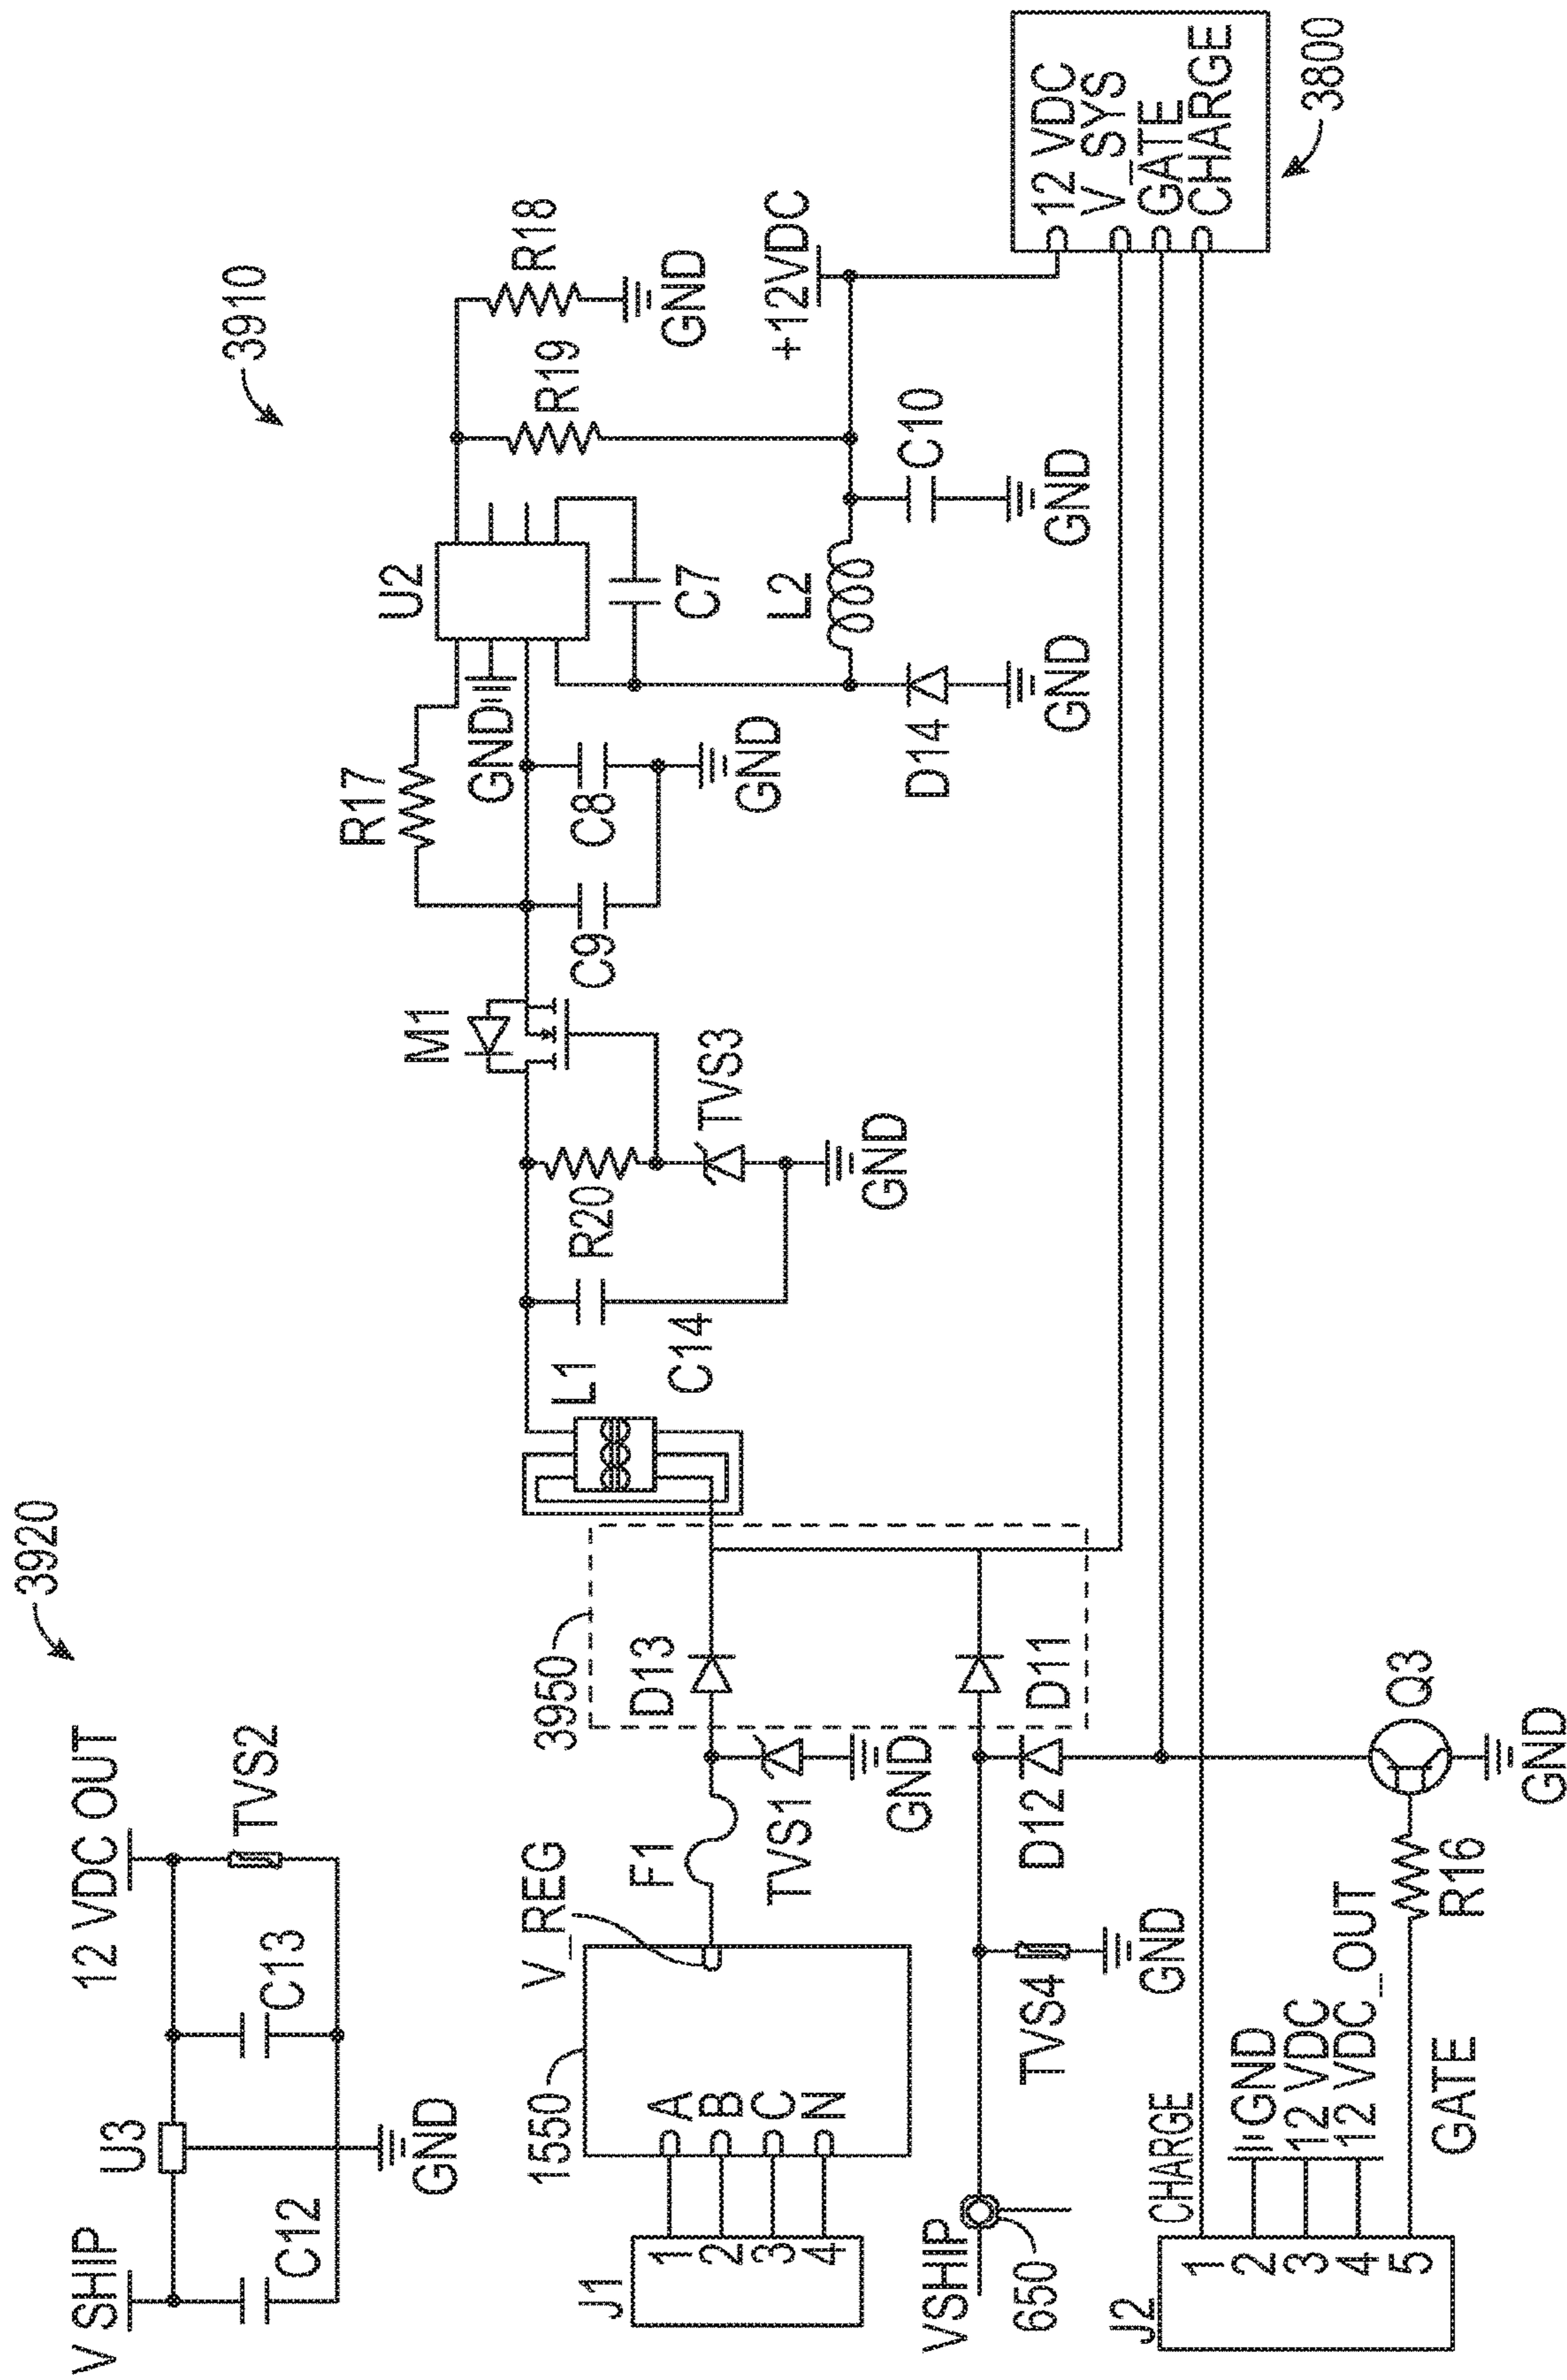 3920
3910
V SHIP
U3
12 VDC OUT
C12
C13
TVS2
GND
U2
R17
R18
R19
M1
GND
GND
C7
C8
C9
GND
L1
R20
TVS3
C14
GND
L2
+12VDC
C10
D14
GND
GND
3950
V_REG
1550
F1
D13
J1
1
2
3
4
A
B
C
N
TVS1
GND
VSHIP
650
TVS4
GND
D12
D11
12 VDC
V_SYS
GATE
CHARGE
3800
J2
1
2
3
4
5
CHARGE
GND
12 VDC
12 VDC_OUT
GATE
R16
Q3
GND